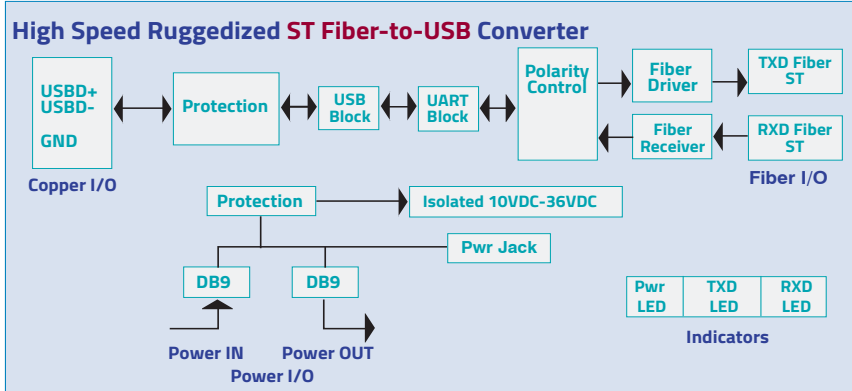 High Speed Ruggedized ST Fiber-to-USB Converter
USBD+
USBD-
GND
Copper I/O
Protection
USB
Block
UART
Block
Polarity
Control
Fiber
Driver
TXD Fiber
ST
Fiber
Receiver
RXD Fiber
ST
Fiber I/O
Protection
Isolated 10VDC-36VDC
Pwr Jack
DB9
DB9
Power IN
Power OUT
Power I/O
Pwr
LED
TXD
LED
RXD
LED
Indicators